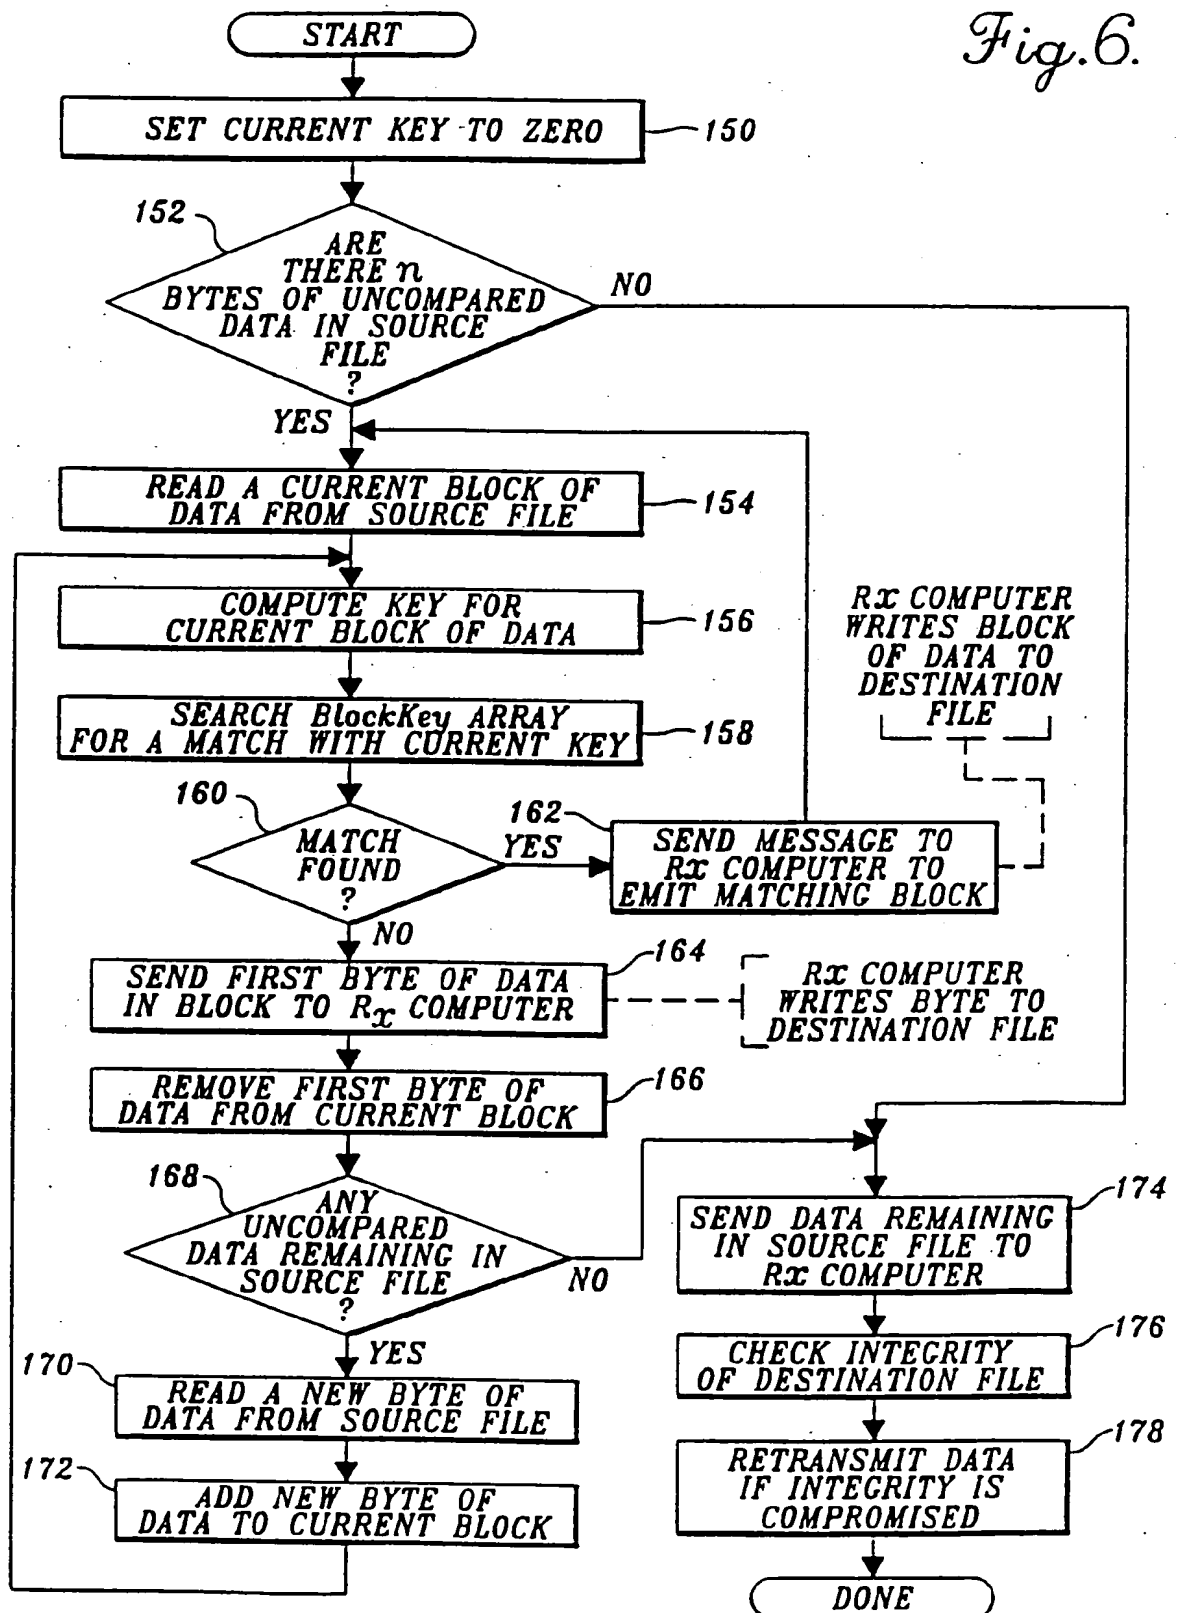 Fig.6.
START
SET CURRENT KEY TO ZERO
150
152
ARE
THERE n
BYTES OF UNCOMPARED
DATA IN SOURCE
FILE
?
NO
YES
READ A CURRENT BLOCK OF
DATA FROM SOURCE FILE
154
COMPUTE KEY FOR
CURRENT BLOCK OF DATA
156
SEARCH BlockKey ARRAY
FOR A MATCH WITH CURRENT KEY
158
RX COMPUTER
WRITES BLOCK
OF DATA TO
DESTINATION
FILE
160
MATCH
FOUND
?
YES
162
SEND MESSAGE TO
RX COMPUTER TO
EMIT MATCHING BLOCK
NO
SEND FIRST BYTE OF DATA
IN BLOCK TO Rx COMPUTER
164
RX COMPUTER
WRITES BYTE TO
DESTINATION FILE
REMOVE FIRST BYTE OF
DATA FROM CURRENT BLOCK
166
168
ANY
UNCOMPARED
DATA REMAINING IN
SOURCE FILE
?
NO
YES
170
READ A NEW BYTE OF
DATA FROM SOURCE FILE
172
ADD NEW BYTE OF
DATA TO CURRENT BLOCK
174
SEND DATA REMAINING
IN SOURCE FILE TO
RX COMPUTER
176
CHECK INTEGRITY
OF DESTINATION FILE
178
RETRANSMIT DATA
IF INTEGRITY IS
COMPROMISED
DONE